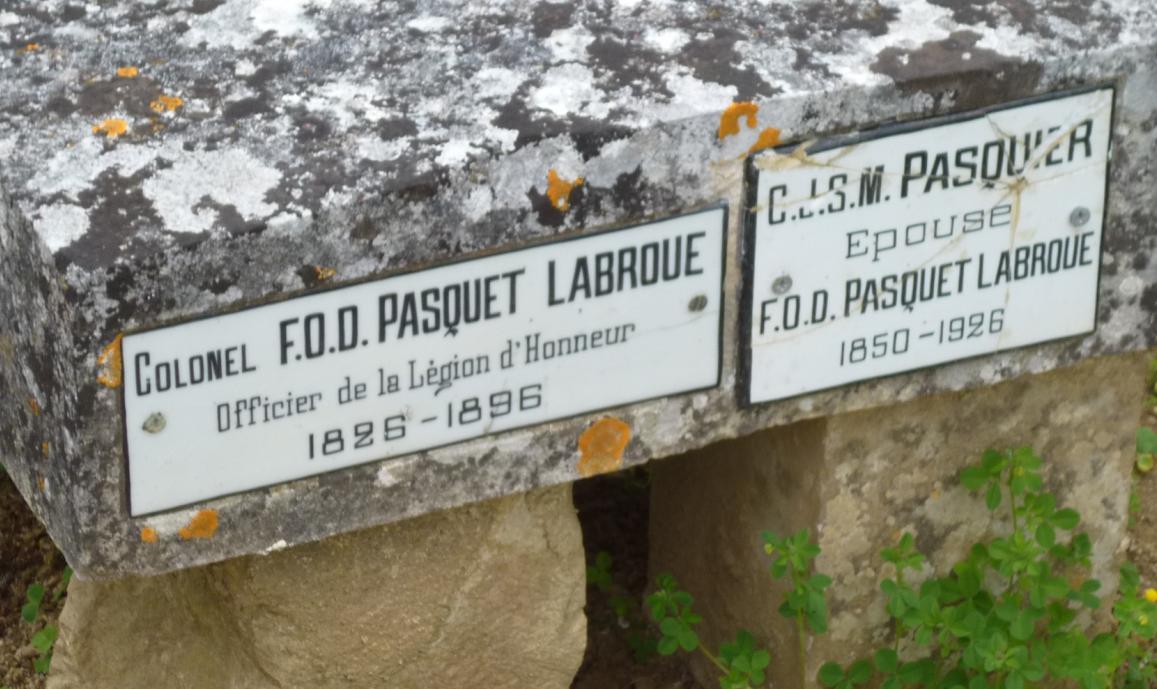 COLONEL F.O.D. PASQUET LABROUE
Officier de la Légion d'Honneur
1826-1896
C.J.S.M. PASQUIER
Epouse
F.O.D. PASQUET LABROUE
1850-1926